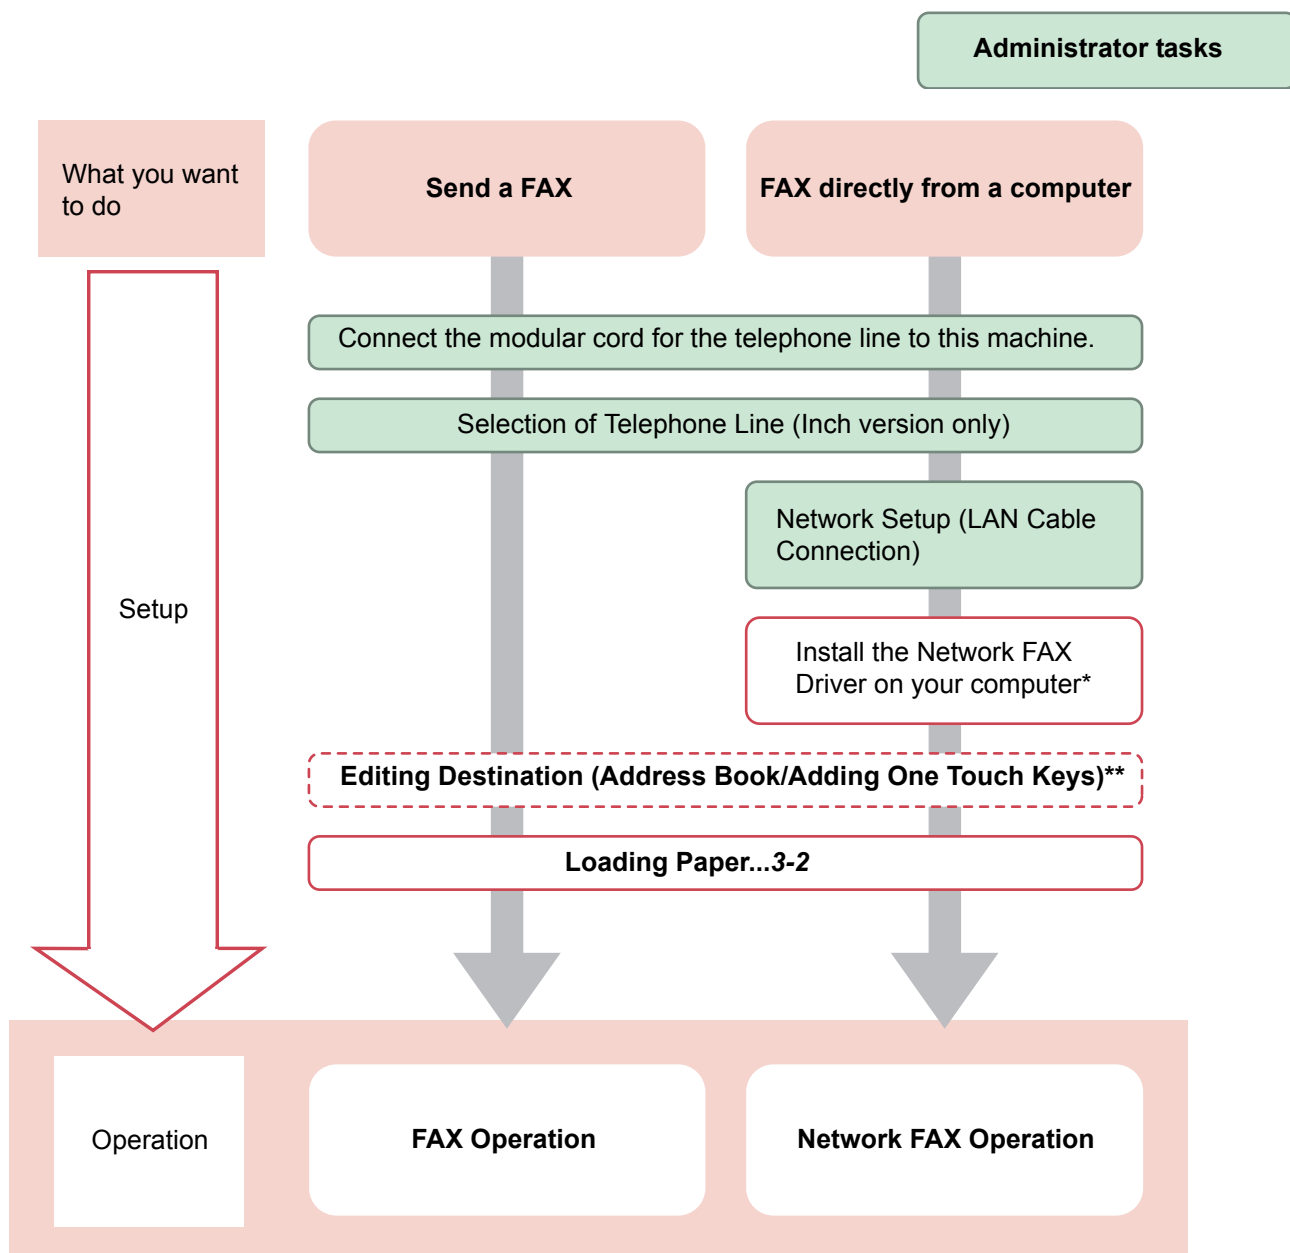 Administrator tasks
What you want
to do
Send a FAX
FAX directly from a computer
Connect the modular cord for the telephone line to this machine.
Selection of Telephone Line (Inch version only)
Network Setup (LAN Cable
Connection)
Setup
Install the Network FAX
Driver on your computer*
Editing Destination (Address Book/Adding One Touch Keys)**
Loading Paper...3-2
Operation
FAX Operation
Network FAX Operation